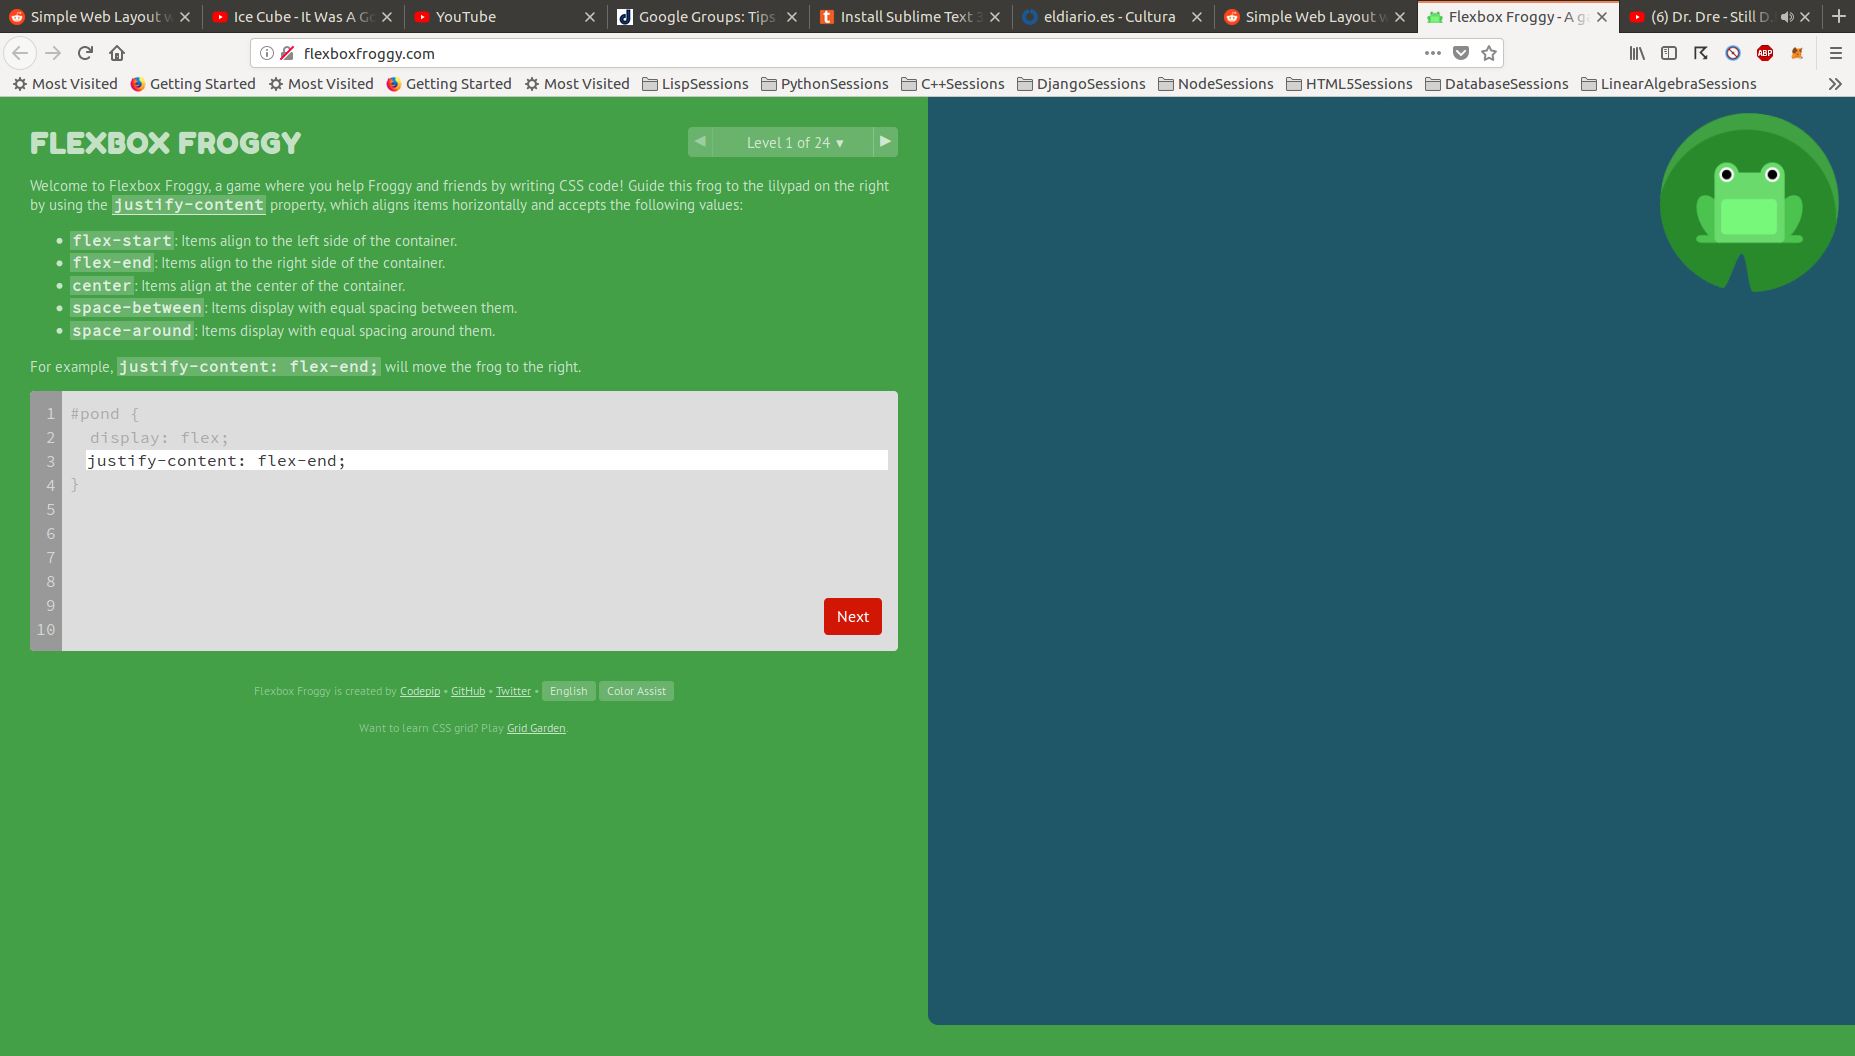 Simple Web Layout w
Ice Cube - It Was A Go
YouTube
Google Groups: Tips
Install Sublime Text 3
eldiario.es - Cultura
Simple Web Layout w
Flexbox Froggy - A ga
(6) Dr. Dre - Still D.
flexboxfroggy.com
ABP
Most Visited
Getting Started
Most Visited
Getting Started
Most Visited
LispSessions
PythonSessions
C++Sessions
DjangoSessions
NodeSessions
HTML5Sessions
DatabaseSessions
LinearAlgebraSessions
FLEXBOX FROGGY
Level 1 of 24 ▾
Welcome to Flexbox Froggy, a game where you help Froggy and friends by writing CSS code! Guide this frog to the lilypad on the right
by using the justify-content property, which aligns items horizontally and accepts the following values:
• flex-start: Items align to the left side of the container.
• flex-end: Items align to the right side of the container.
• center: Items align at the center of the container.
• space-between: Items display with equal spacing between them.
• space-around: Items display with equal spacing around them.
For example, justify-content: flex-end; will move the frog to the right.
1 #pond {
2 display: flex;
3 justify-content: flex-end;
4 }
5
6
7
8
9
10
Next
Flexbox Froggy is created by Codepip • GitHub • Twitter • English Color Assist
Want to learn CSS grid? Play Grid Garden.